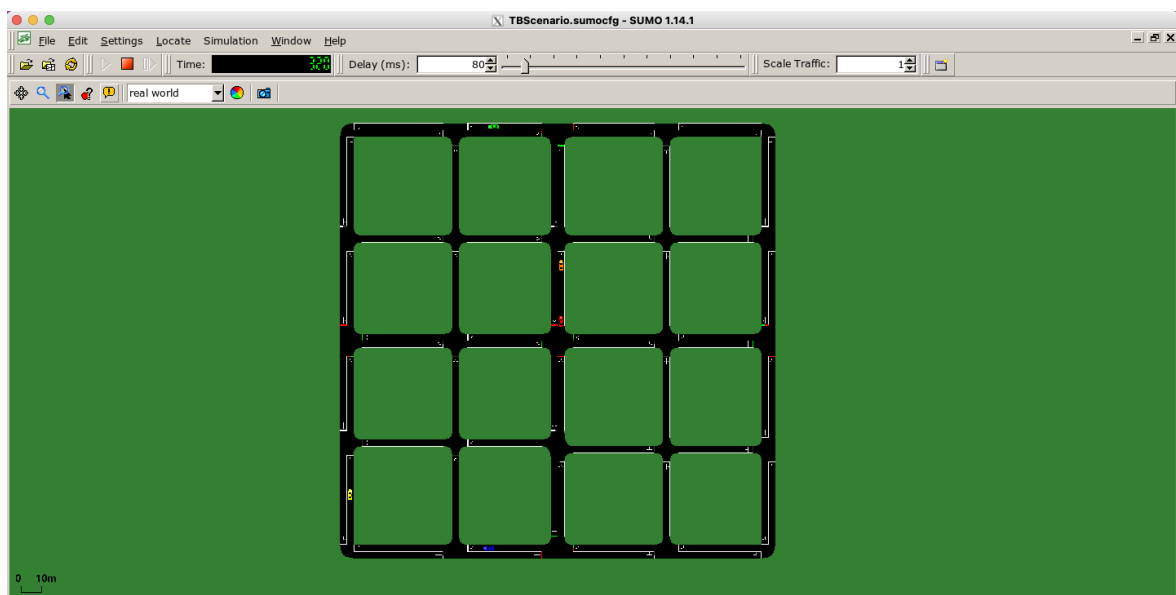 TBScenario.sumocfg - SUMO 1.14.1
File Edit Settings Locate Simulation Window Help
Time: 320 Delay (ms): 80 Scale Traffic: 1
real world
0 10m